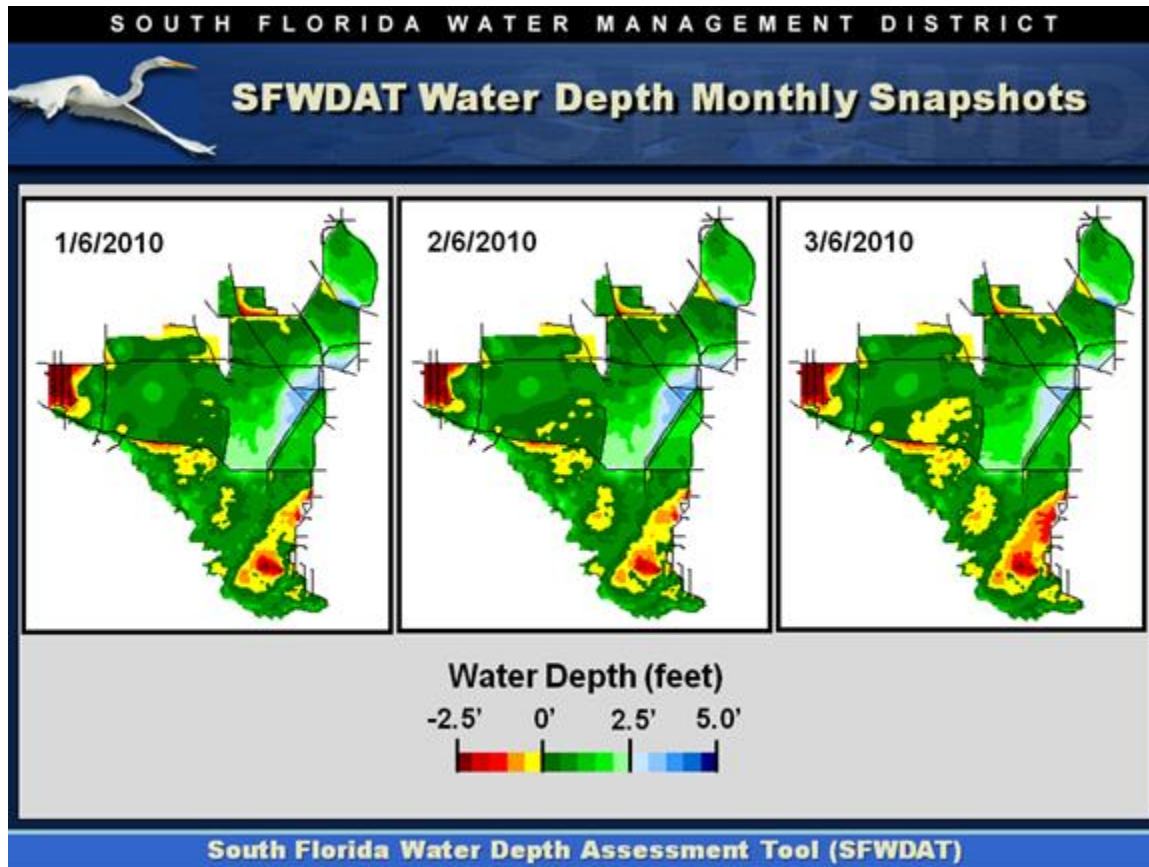 SOUTH FLORIDA WATER MANAGEMENT DISTRICT
SFWDAT Water Depth Monthly Snapshots
SFWMD
1/6/2010
2/6/2010
3/6/2010
Water Depth (feet)
-2.5' 0' 2.5' 5.0'
South Florida Water Depth Assessment Tool (SFWDAT)